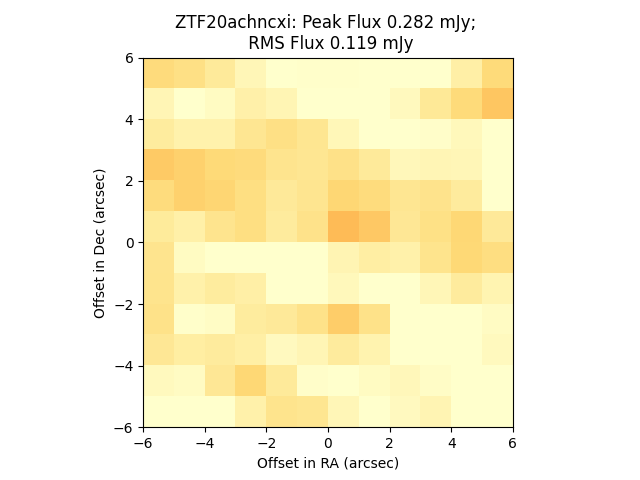 ZTF20achncxi: Peak Flux 0.282 mJy;
RMS Flux 0.119 mJy
6
4
2
0
−2
−4
−6
Offset in Dec (arcsec)
−6 −4 −2 0 2 4 6
Offset in RA (arcsec)